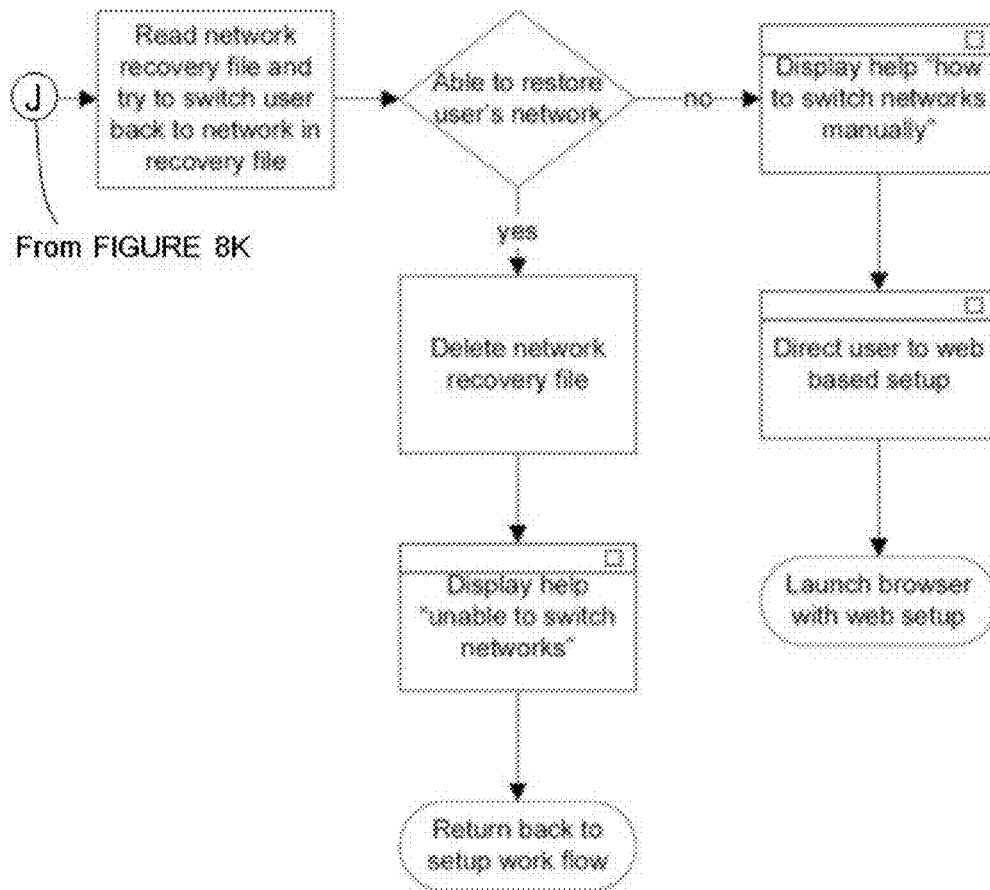 J
Read network
recovery file and
try to switch user
back to network in
recovery file
Able to restore
user's network
no
Display help "how
to switch networks
manually"
From FIGURE 8K
yes
Delete network
recovery file
Direct user to web
based setup
Display help
"unable to switch
networks"
Launch browser
with web setup
Return back to
setup work flow